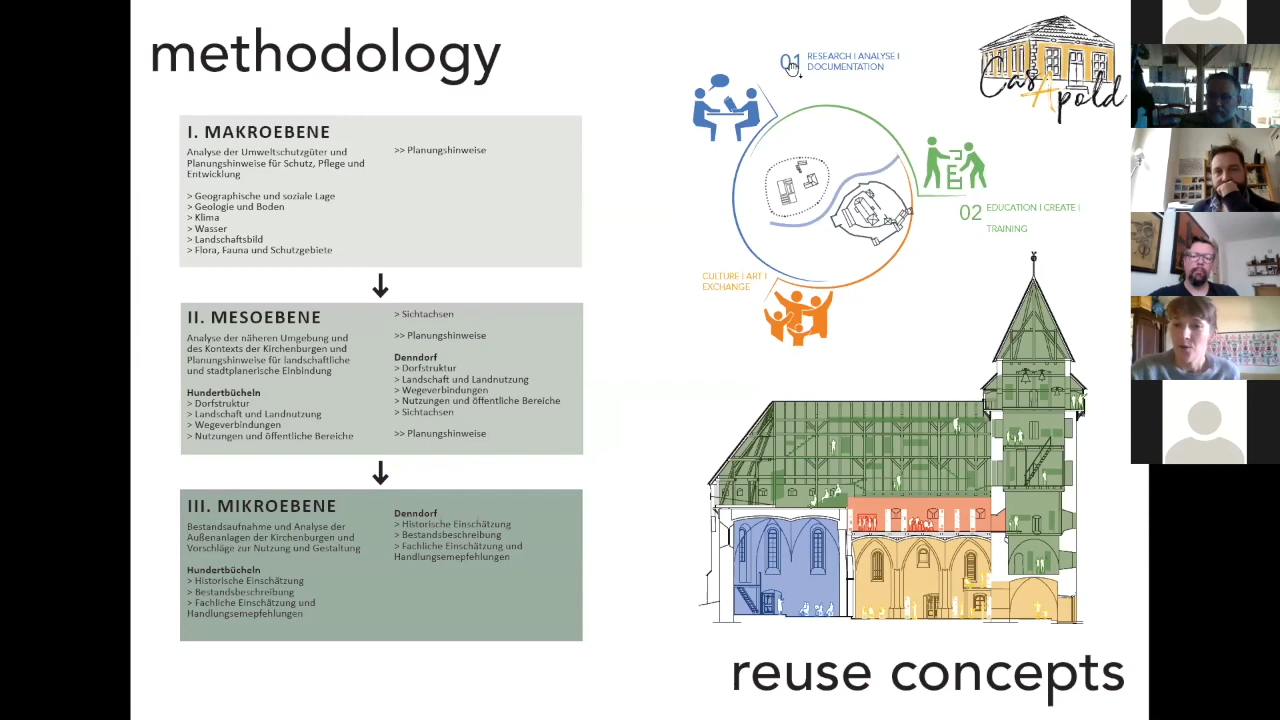 methodology
I. MAKROEBENE
Analyse der Umweltschutzgüter und
Planungshinweise für Schutz, Pflege und
Entwicklung
> Geographische und soziale Lage
> Geologie und Boden
> Klima
> Wasser
> Landschaftsbild
> Flora, Fauna und Schutzgebiete
>> Planungshinweise
II. MESOEBENE
Analyse der näheren Umgebung und
des Kontexts der Kirchenburgen und
Planungshinweise für landschaftliche
und stadtplanerische Einbindung
Hundertbücheln
> Dorfstruktur
> Landschaft und Landnutzung
> Wegeverbindungen
> Nutzungen und öffentliche Bereiche
> Sichtachsen
>> Planungshinweise
Denndorf
> Dorfstruktur
> Landschaft und Landnutzung
> Wegeverbindungen
> Nutzungen und öffentliche Bereiche
> Sichtachsen
>> Planungshinweise
III. MIKROEBENE
Bestandsaufnahme und Analyse der
Außenanlagen der Kirchenburgen und
Vorschläge zur Nutzung und Gestaltung
Hundertbücheln
> Historische Einschätzung
> Bestandsbeschreibung
> Fachliche Einschätzung und
Handlungsemepfehlungen
Denndorf
> Historische Einschätzung
> Bestandsbeschreibung
> Fachliche Einschätzung und
Handlungsemepfehlungen
01 RESEARCH | ANALYSE |
DOCUMENTATION
CasApold
02 EDUCATION | CREATE |
TRAINING
CULTURE | ART |
EXCHANGE
reuse concepts